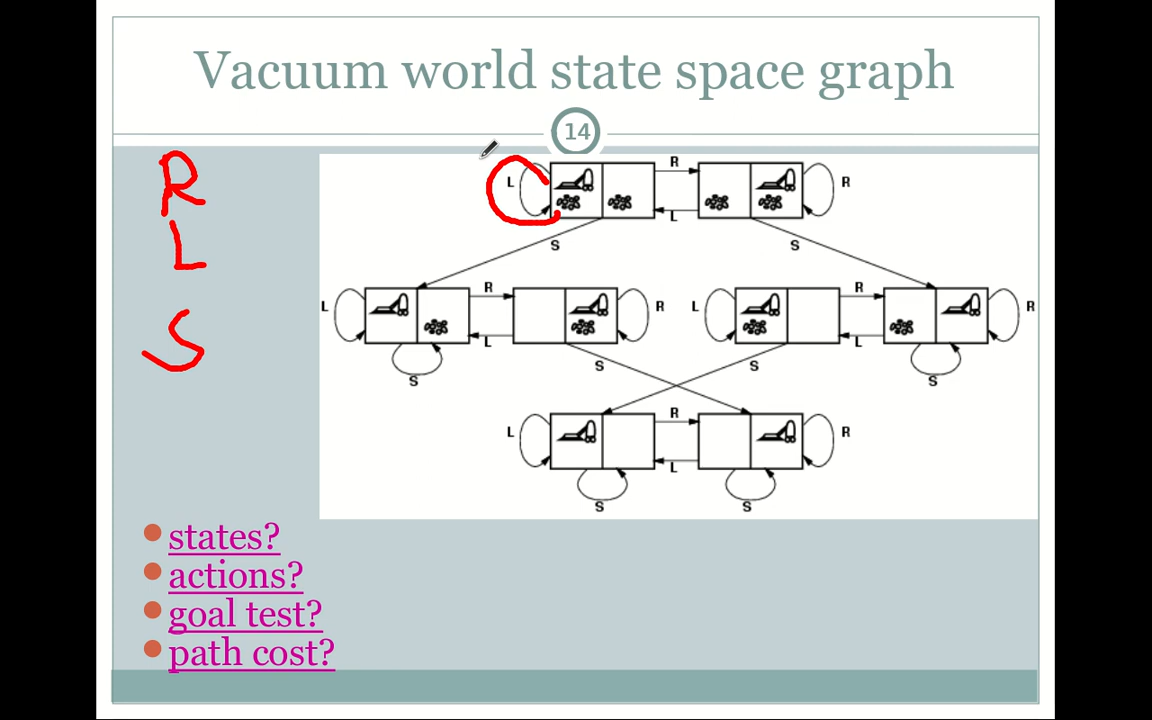 Vacuum world state space graph
14
R
L
S
L R L R
S S
L R L R L R L R
S S
S S
L R L R
S S
states?
actions?
goal test?
path cost?